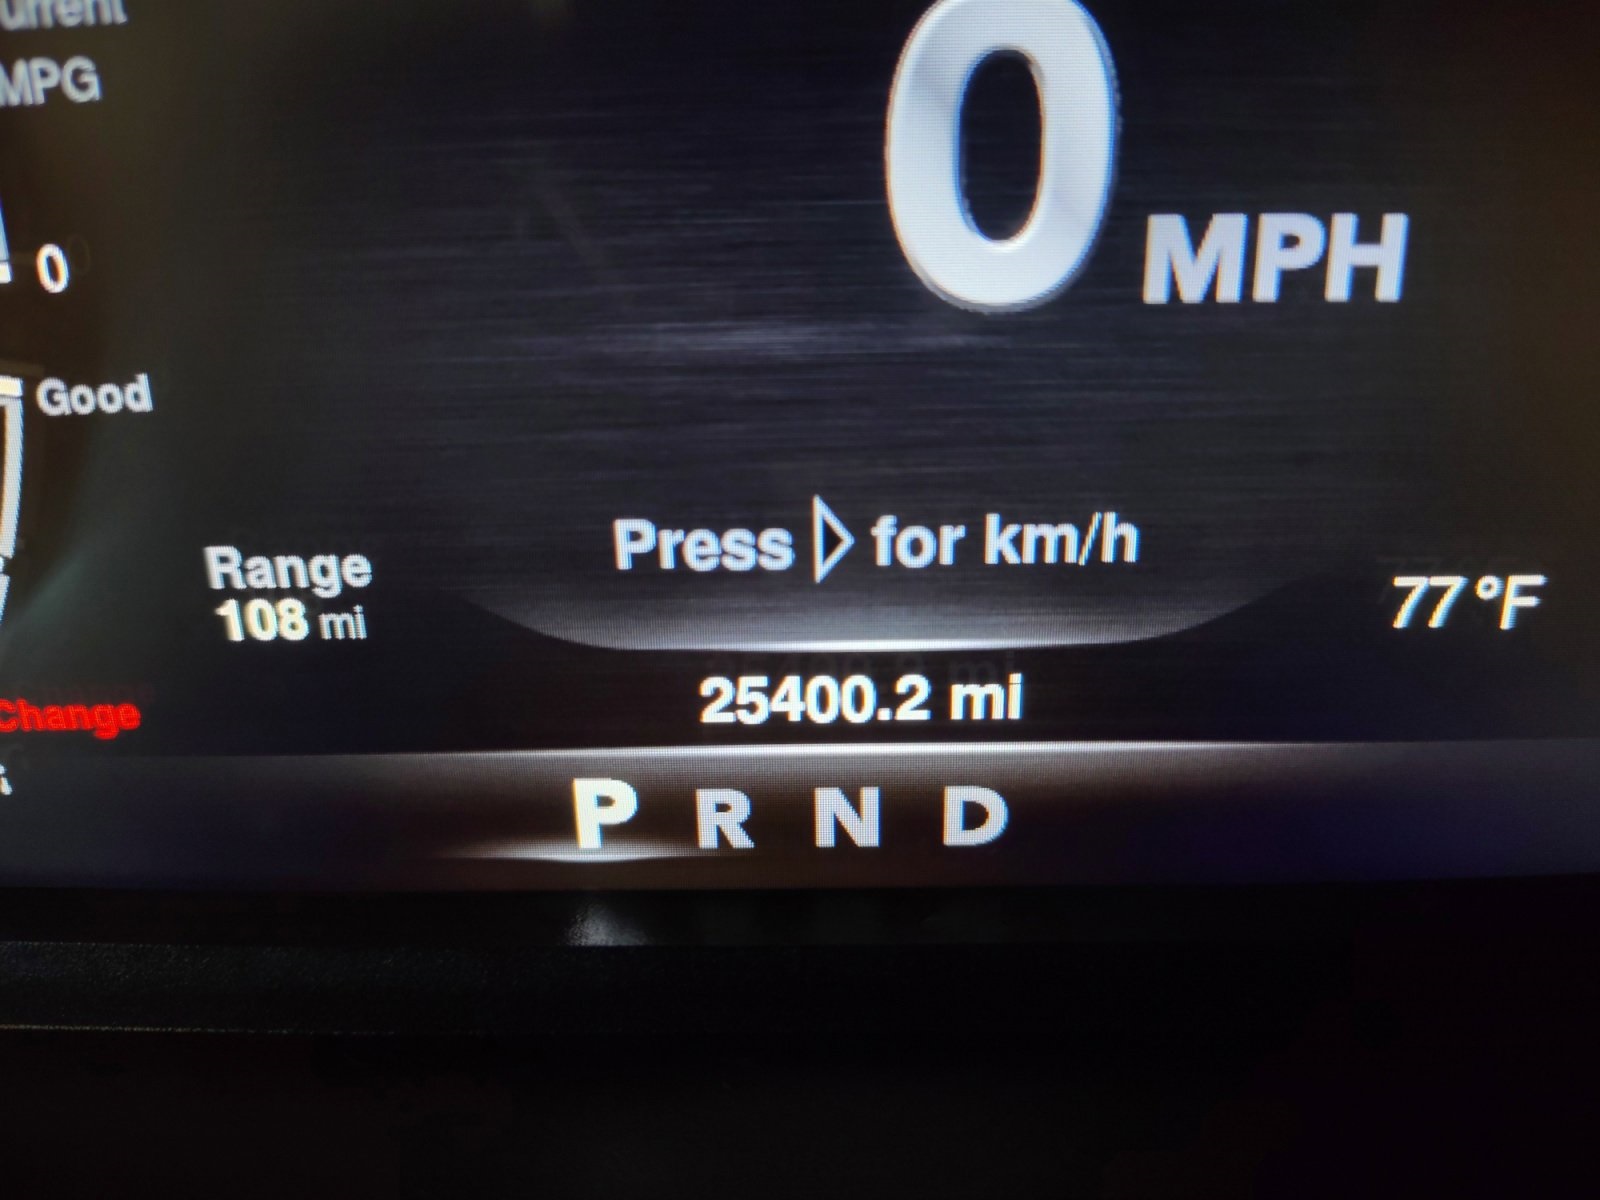 MPG
0
MPH
0
Good
Press ▷ for km/h
Range
108 mi
77 °F
25400.2 mi
Change
P R N D